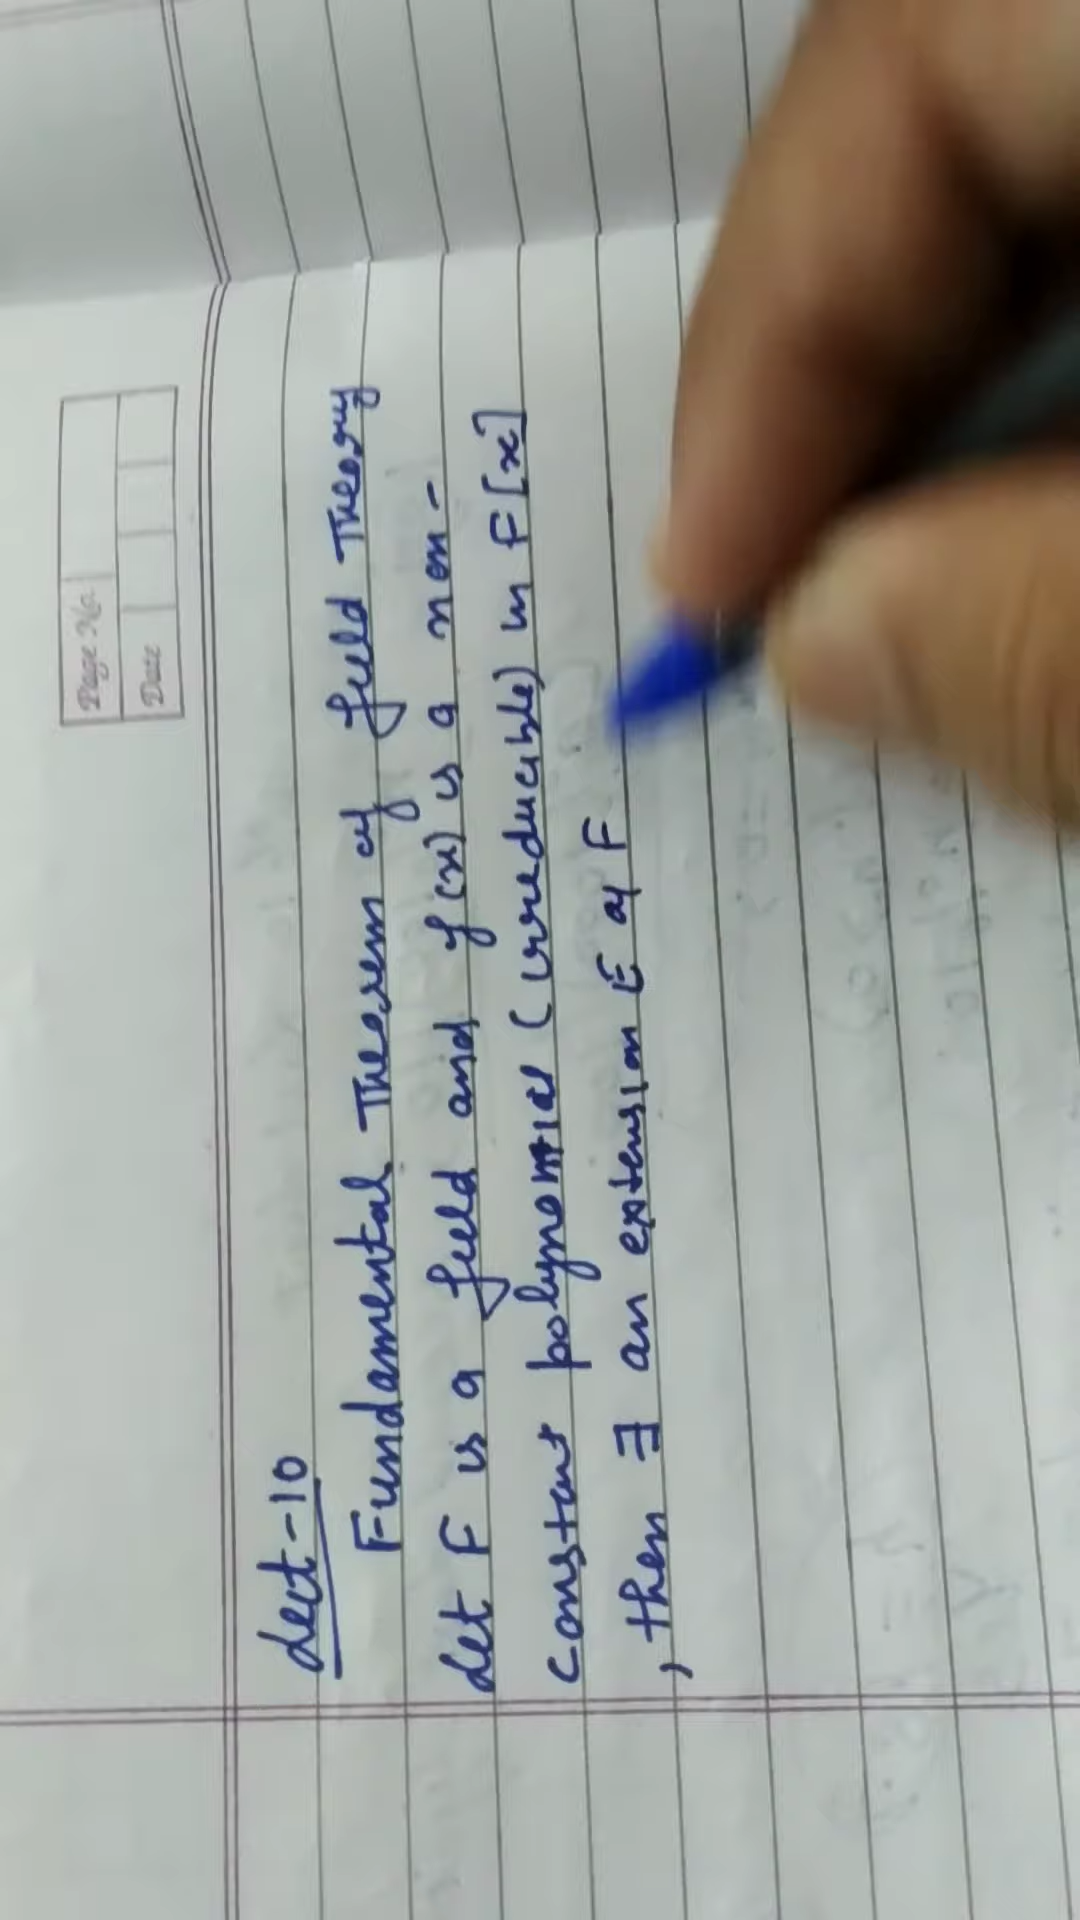 Page No.
Date
Lect-10
Fundamental Theorem of field Theory
Let F is a field and f(x) is a non-
constant polynomial (irreducible) in F[x]
, then ∃ an extension E of F